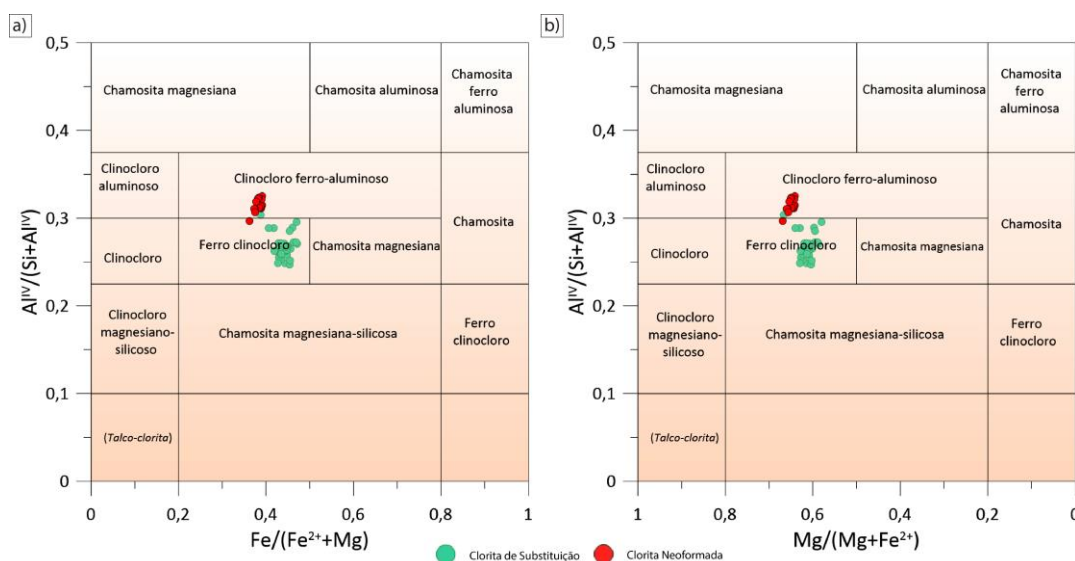 a)
Al^IV/(Si+Al^IV)
0,5
0,4
0,3
0,2
0,1
0
Chamosita magnesiana
Chamosita aluminosa
Chamosita
ferro
aluminosa
Clinocloro
aluminoso
Clinocloro ferro-aluminoso
Chamosita
Clinocloro
Ferro clinocloro
Chamosita magnesiana
Clinocloro
magnesiano-
silicoso
Chamosita magnesiana-silicosa
Ferro
clinocloro
(Talco-clorita)
0 0,2 0,4 0,6 0,8 1
Fe/(Fe²⁺+Mg)
b)
Al^IV/(Si+Al^IV)
0,5
0,4
0,3
0,2
0,1
0
Chamosita magnesiana
Chamosita aluminosa
Chamosita
ferro
aluminosa
Clinocloro
aluminoso
Clinocloro ferro-aluminoso
Chamosita
Clinocloro
Ferro clinocloro
Chamosita magnesiana
Clinocloro
magnesiano-
silicoso
Chamosita magnesiana-silicosa
Ferro
clinocloro
(Talco-clorita)
1 0,8 0,6 0,4 0,2 0
Mg/(Mg+Fe²⁺)
Clorita de Substituição
Clorita Neoformada